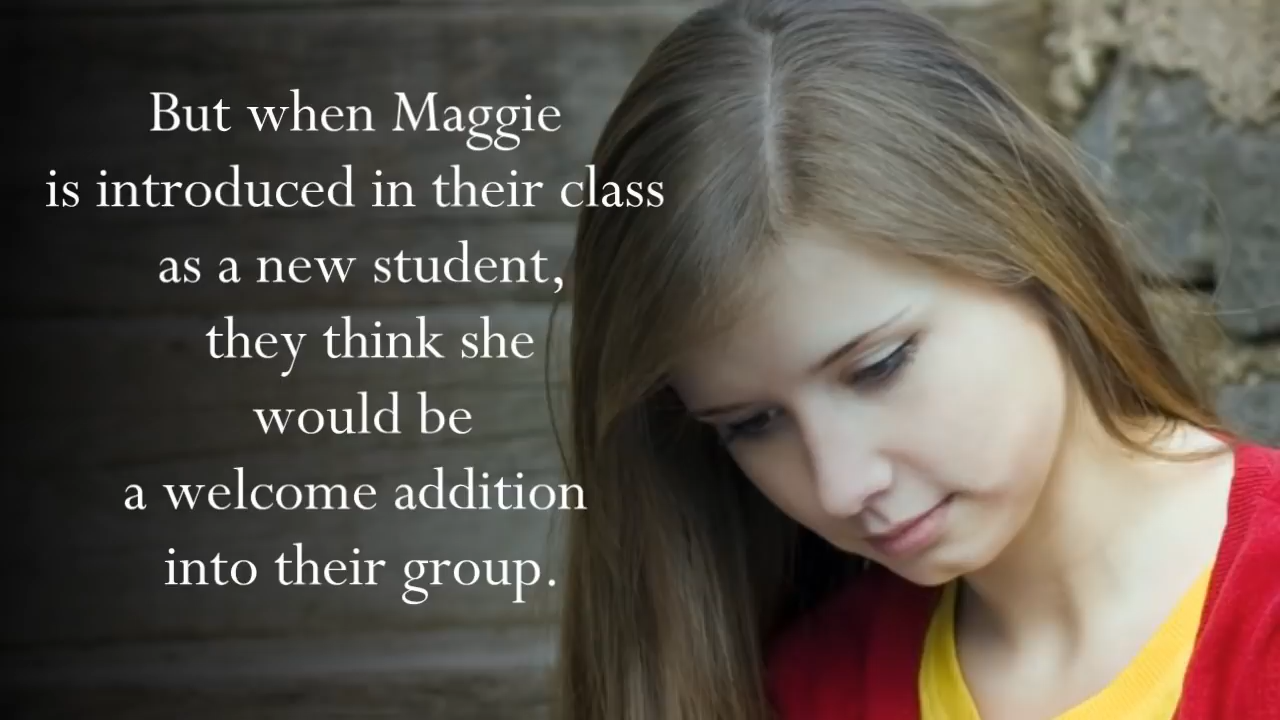 But when Maggie
is introduced in their class
as a new student,
they think she
would be
a welcome addition
into their group.